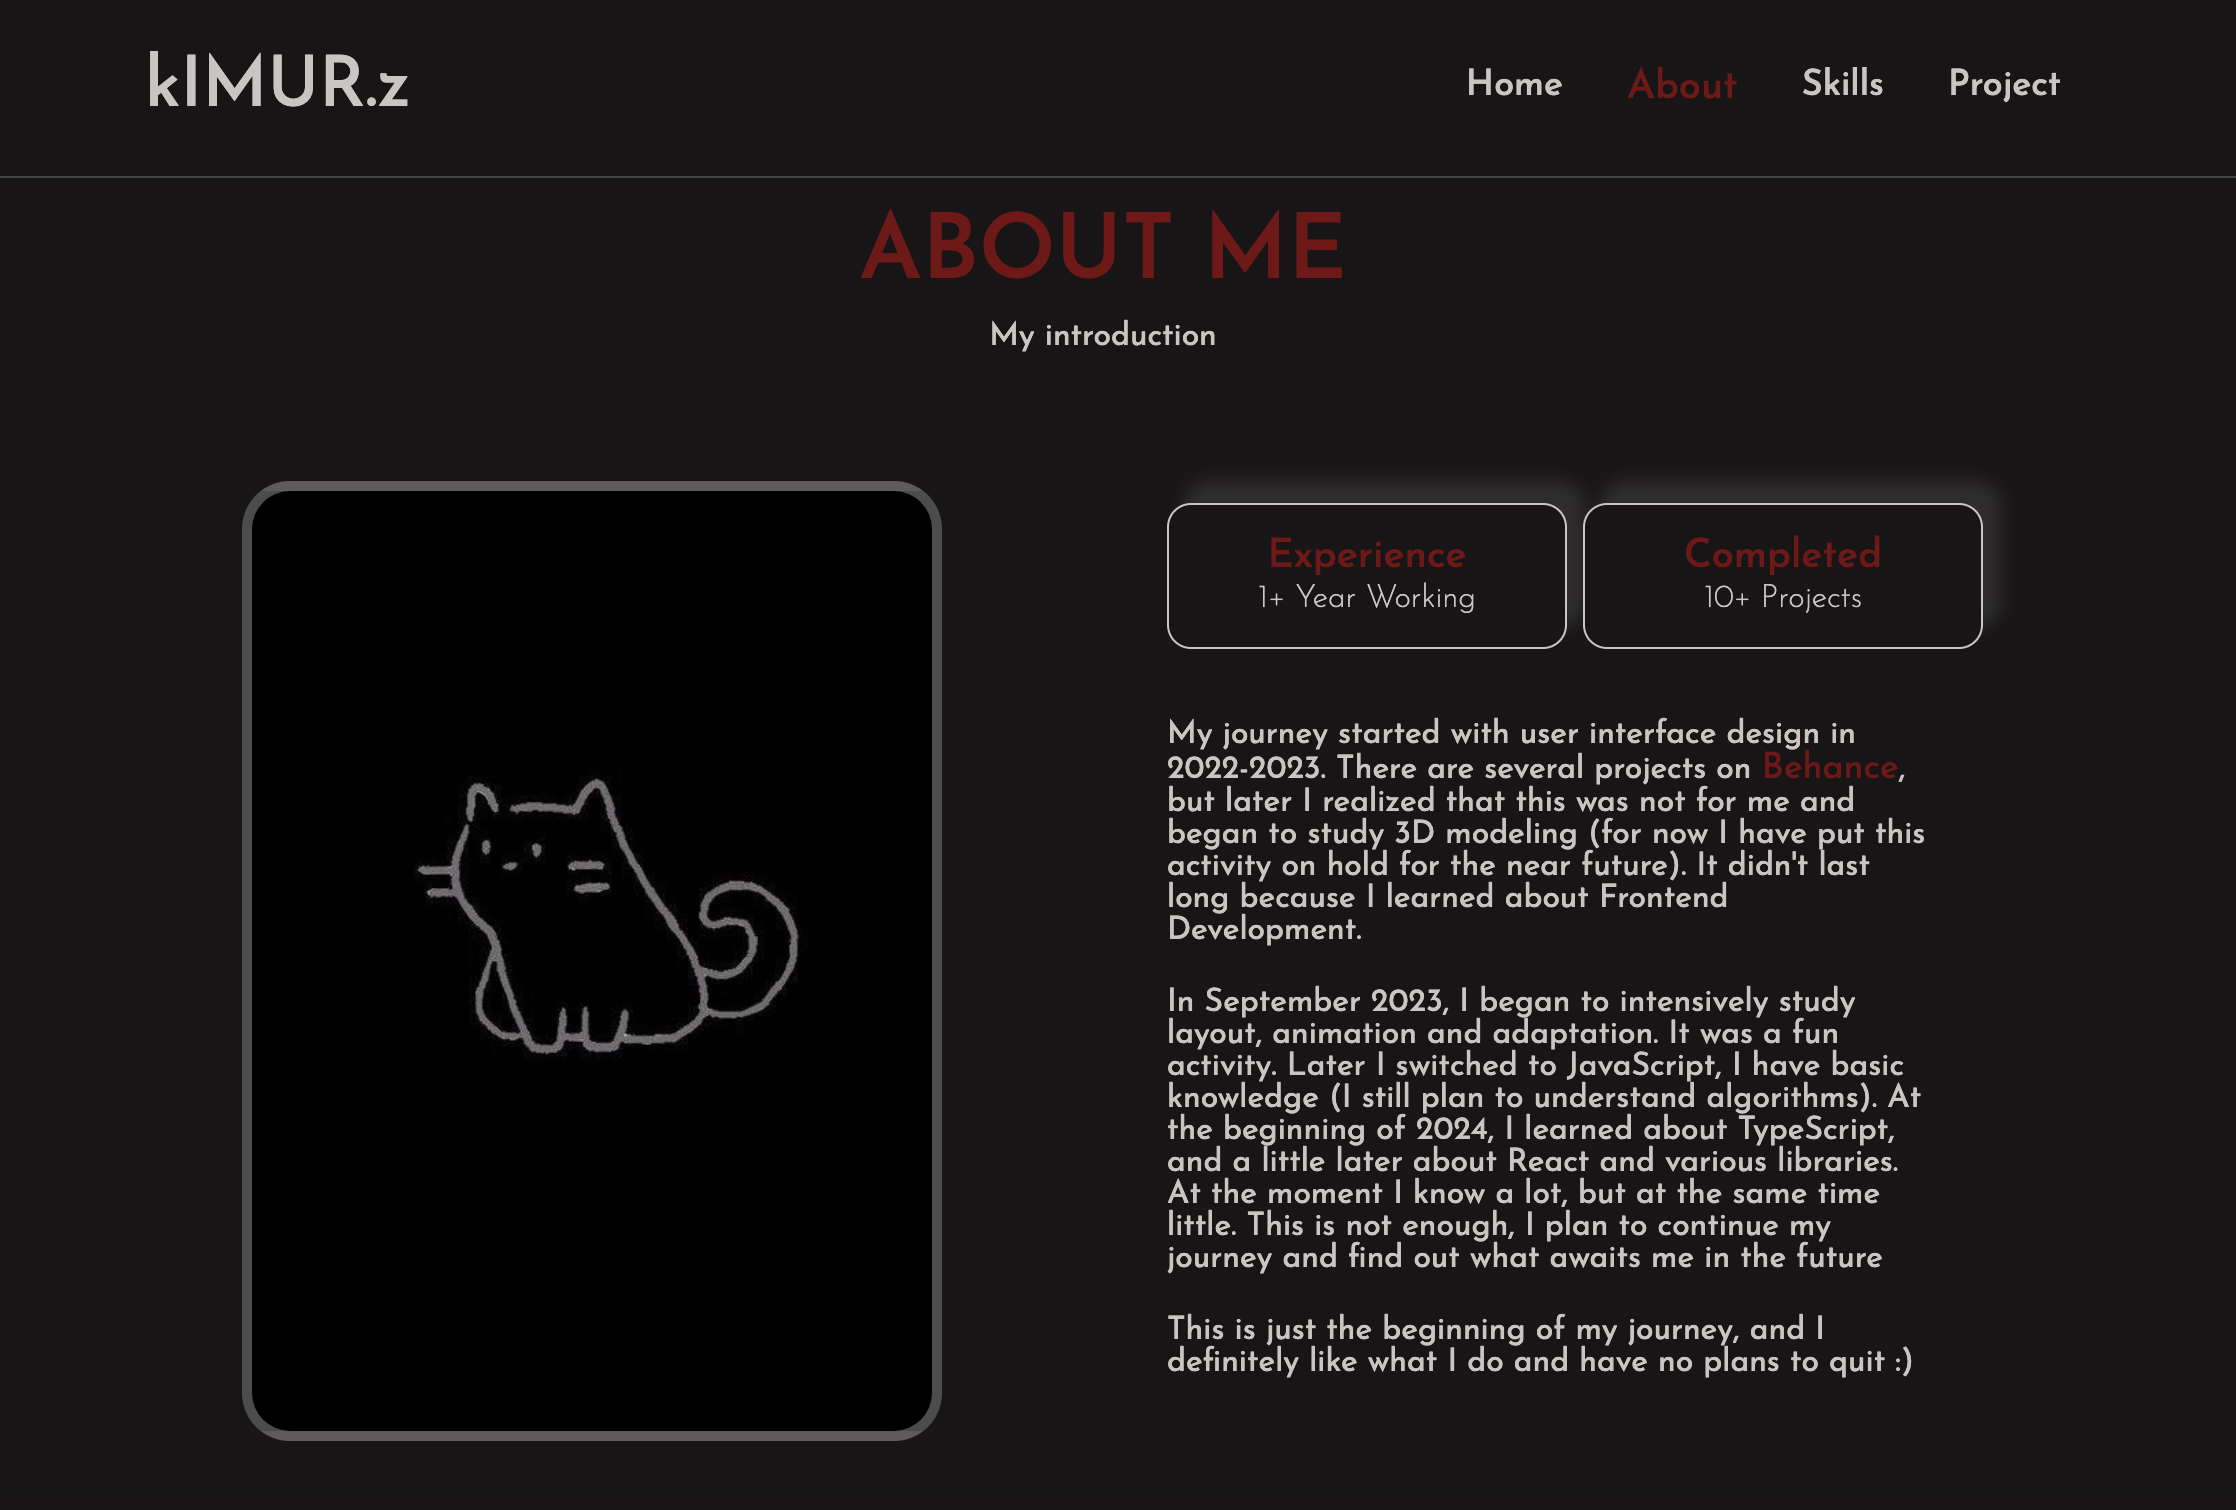 kIMUR.z
Home About Skills Project
ABOUT ME
My introduction
Experience
1+ Year Working
Completed
10+ Projects
My journey started with user interface design in
2022-2023. There are several projects on Behance,
but later I realized that this was not for me and
began to study 3D modeling (for now I have put this
activity on hold for the near future). It didn't last
long because I learned about Frontend
Development.
In September 2023, I began to intensively study
layout, animation and adaptation. It was a fun
activity. Later I switched to JavaScript, I have basic
knowledge (I still plan to understand algorithms). At
the beginning of 2024, I learned about TypeScript,
and a little later about React and various libraries.
At the moment I know a lot, but at the same time
little. This is not enough, I plan to continue my
journey and find out what awaits me in the future
This is just the beginning of my journey, and I
definitely like what I do and have no plans to quit :)